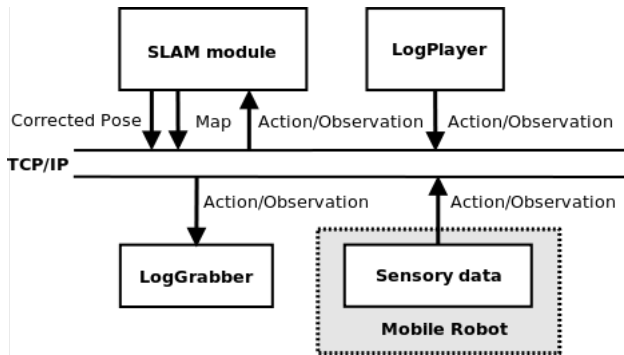 SLAM module
LogPlayer
Corrected Pose
Map
Action/Observation
Action/Observation
TCP/IP
Action/Observation
Action/Observation
LogGrabber
Sensory data
Mobile Robot